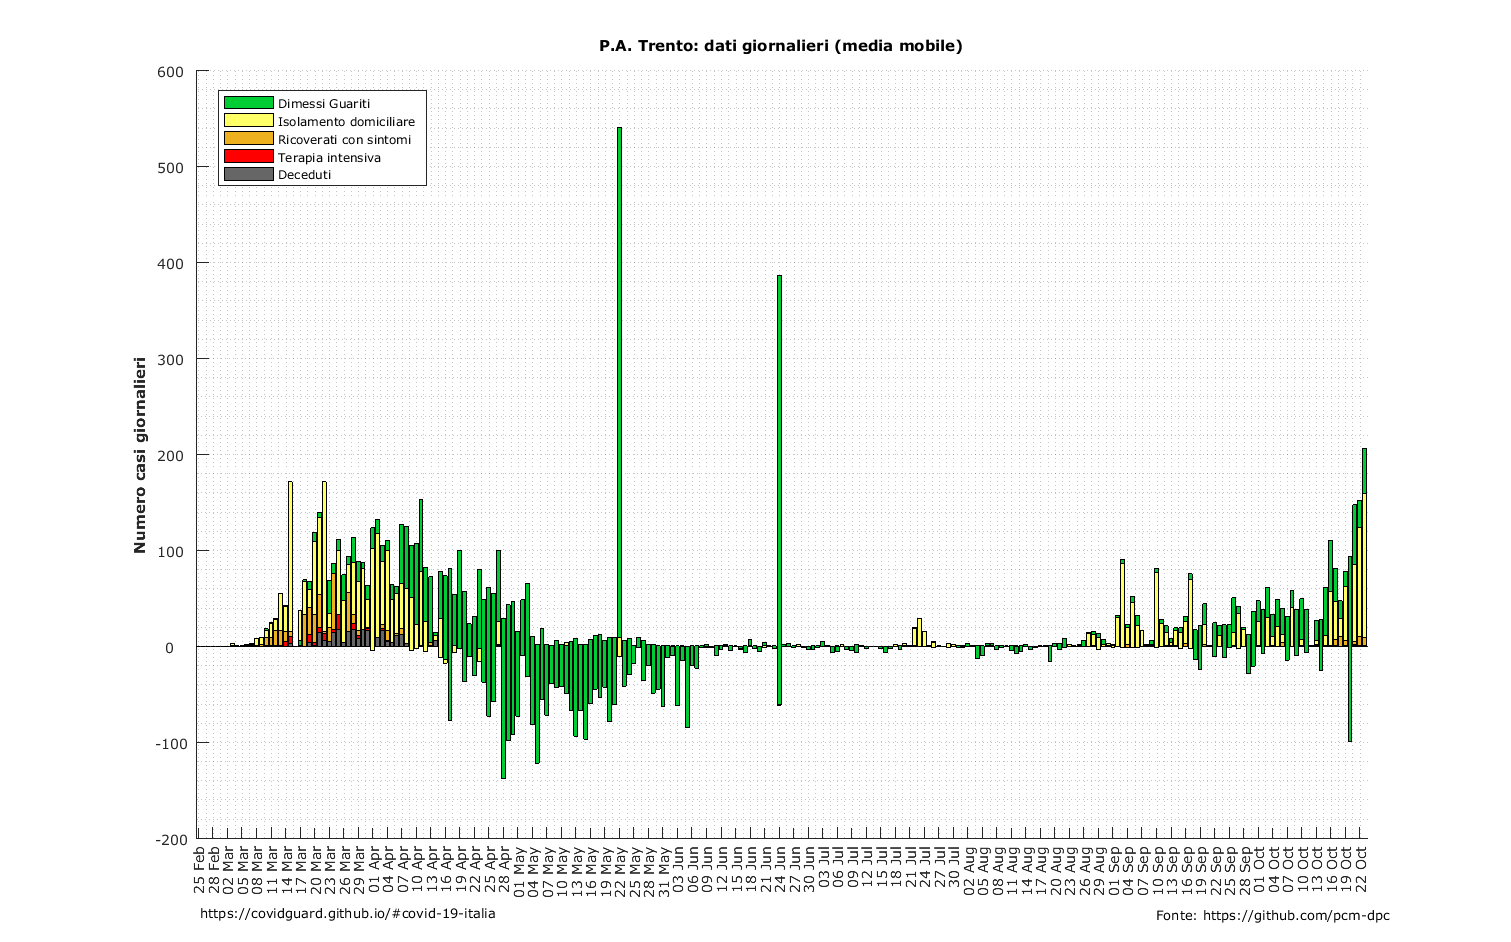 P.A. Trento: dati giornalieri (media mobile)
Dimessi Guariti
Isolamento domiciliare
Ricoverati con sintomi
Terapia intensiva
Deceduti
Numero casi giornalieri
600
500
400
300
200
100
0
-100
-200
25 Feb
28 Feb
02 Mar
05 Mar
08 Mar
11 Mar
14 Mar
17 Mar
20 Mar
23 Mar
26 Mar
29 Mar
01 Apr
04 Apr
07 Apr
10 Apr
13 Apr
16 Apr
19 Apr
22 Apr
25 Apr
28 Apr
01 May
04 May
07 May
10 May
13 May
16 May
19 May
22 May
25 May
28 May
31 May
03 Jun
06 Jun
09 Jun
12 Jun
15 Jun
18 Jun
21 Jun
24 Jun
27 Jun
30 Jun
03 Jul
06 Jul
09 Jul
12 Jul
15 Jul
18 Jul
21 Jul
24 Jul
27 Jul
30 Jul
02 Aug
05 Aug
08 Aug
11 Aug
14 Aug
17 Aug
20 Aug
23 Aug
26 Aug
29 Aug
01 Sep
04 Sep
07 Sep
10 Sep
13 Sep
16 Sep
19 Sep
22 Sep
25 Sep
28 Sep
01 Oct
04 Oct
07 Oct
10 Oct
13 Oct
16 Oct
19 Oct
22 Oct
https://covidguard.github.io/#covid-19-italia
Fonte: https://github.com/pcm-dpc